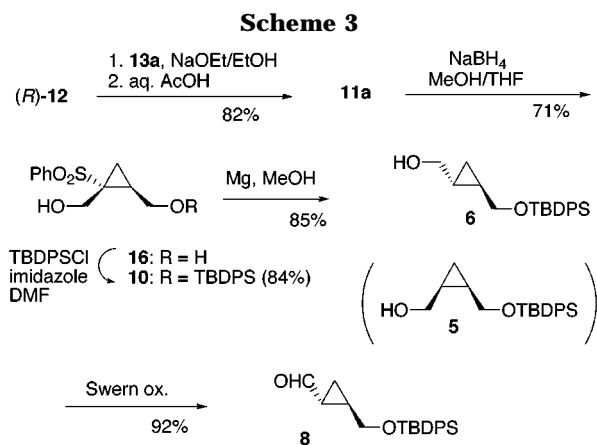 Scheme 3
(R)-12
1. 13a, NaOEt/EtOH
2. aq. AcOH
82%
11a
NaBH4
MeOH/THF
71%
PhO2S
HO
OR
Mg, MeOH
85%
HO
OTBDPS
6
TBDPSCl
imidazole
DMF
16: R = H
10: R = TBDPS (84%)
HO
OTBDPS
5
Swern ox.
92%
OHC
OTBDPS
8